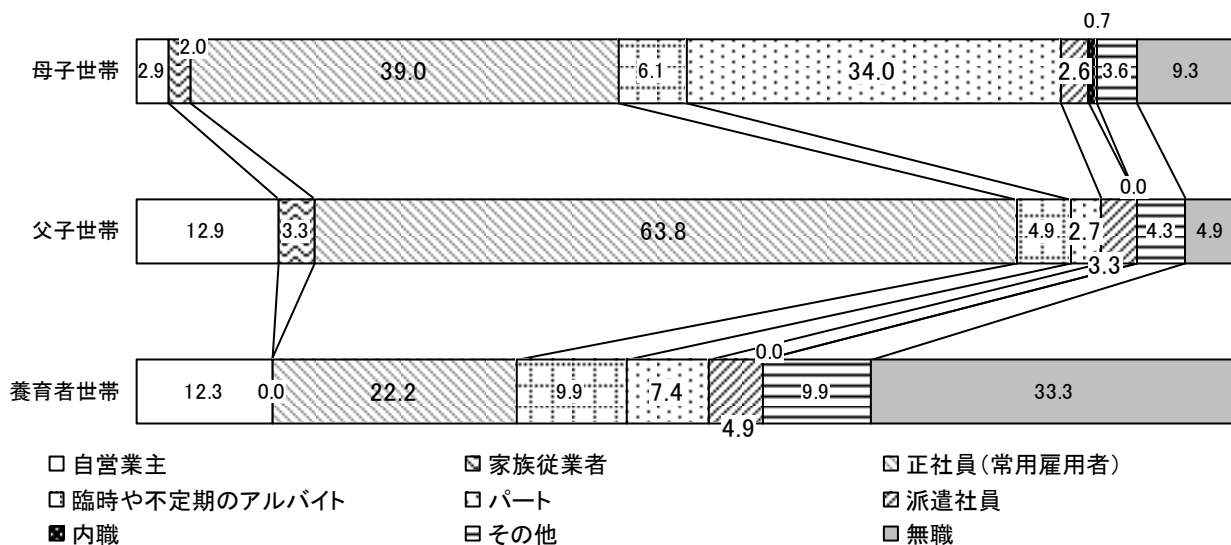 0.7
母子世帯 2.9 2.0 39.0 6.1 34.0 2.6 3.6 9.3
0.0
父子世帯 12.9 3.3 63.8 4.9 2.7 3.3 4.3 4.9
0.0
養育者世帯 12.3 0.0 22.2 9.9 7.4 4.9 9.9 33.3
自営業主 家族従業者 正社員(常用雇用者)
臨時や不定期のアルバイト パート 派遣社員
内職 その他 無職